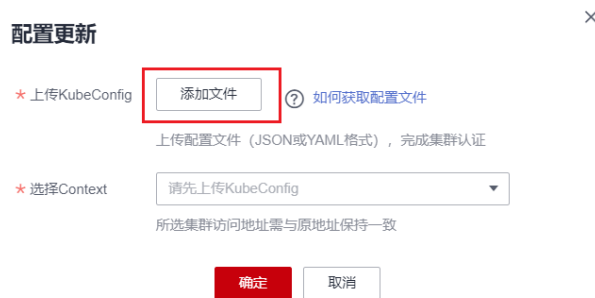 配置更新
* 上传KubeConfig 添加文件 ? 如何获取配置文件
上传配置文件（JSON或YAML格式），完成集群认证
* 选择Context 请先上传KubeConfig
所选集群访问地址需与原地址保持一致
确定 取消